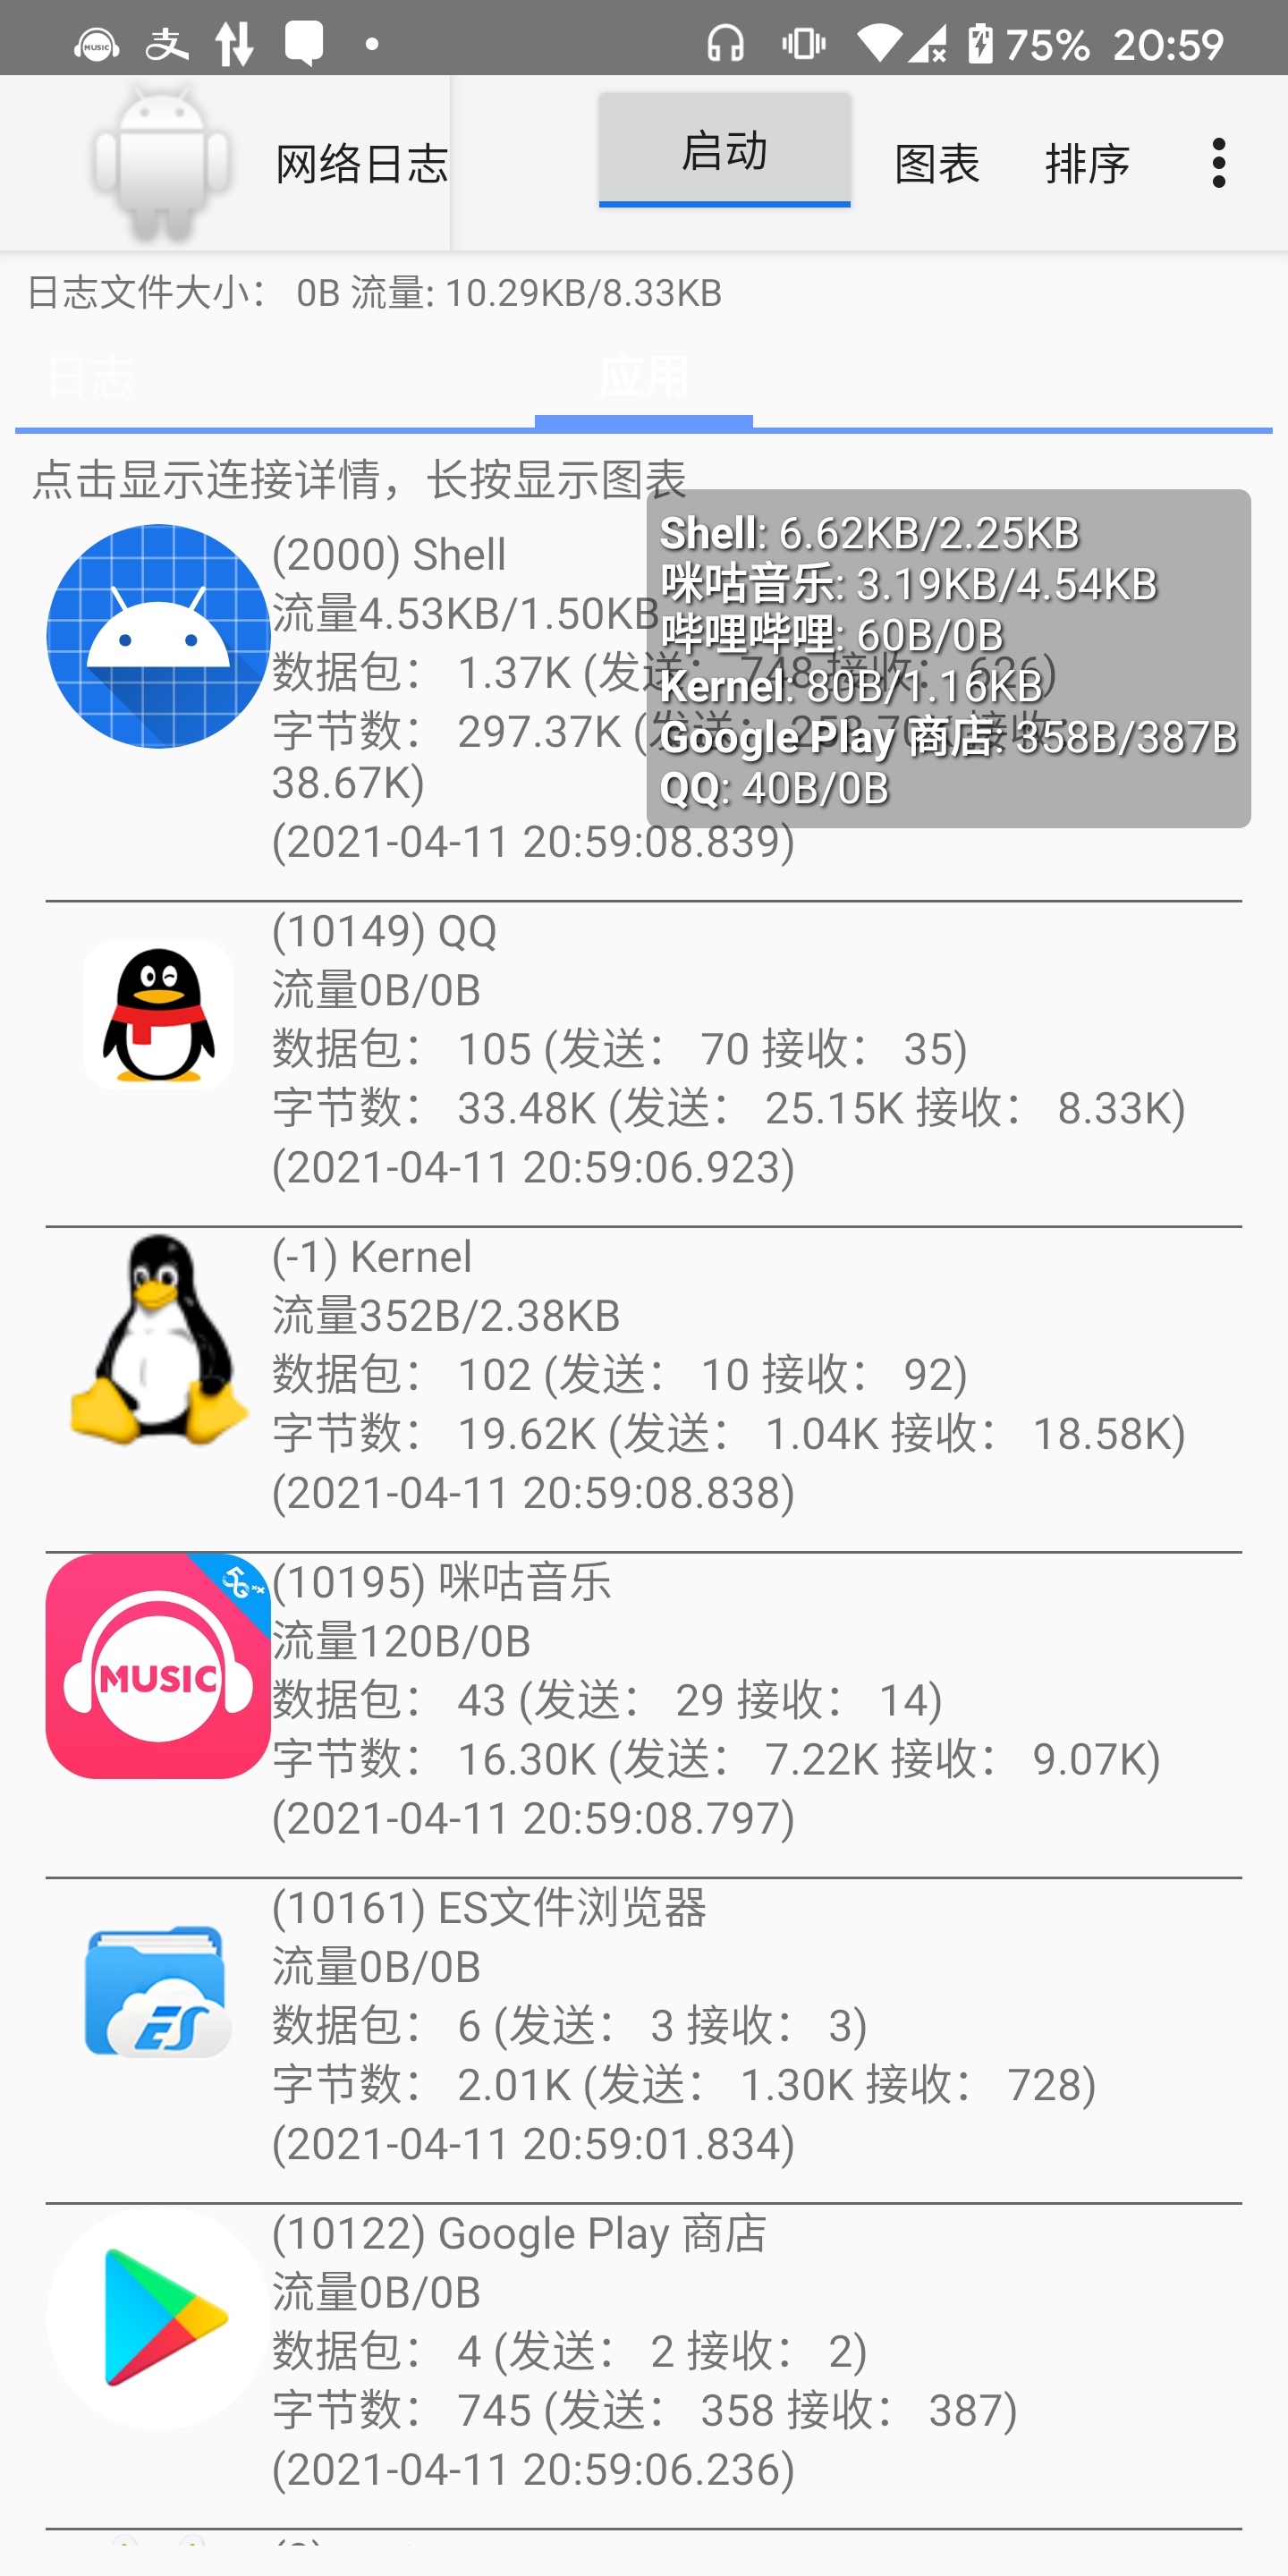 MUSIC 支 75% 20:59
网络日志 启动 图表 排序
日志文件大小： 0B 流量: 10.29KB/8.33KB
日志 应用
点击显示连接详情，长按显示图表
Shell: 6.62KB/2.25KB
咪咕音乐: 3.19KB/4.54KB
哔哩哔哩: 60B/0B
Kernel: 80B/1.16KB
Google Play 商店: 358B/387B
QQ: 40B/0B
(2000) Shell
流量4.53KB/1.50KB
数据包： 1.37K (发送： 748 接收： 626)
字节数： 297.37K (发送： 258.70K 接收：
38.67K)
(2021-04-11 20:59:08.839)
(10149) QQ
流量0B/0B
数据包： 105 (发送： 70 接收： 35)
字节数： 33.48K (发送： 25.15K 接收： 8.33K)
(2021-04-11 20:59:06.923)
(-1) Kernel
流量352B/2.38KB
数据包： 102 (发送： 10 接收： 92)
字节数： 19.62K (发送： 1.04K 接收： 18.58K)
(2021-04-11 20:59:08.838)
MUSIC
(10195) 咪咕音乐
流量120B/0B
数据包： 43 (发送： 29 接收： 14)
字节数： 16.30K (发送： 7.22K 接收： 9.07K)
(2021-04-11 20:59:08.797)
ES
(10161) ES文件浏览器
流量0B/0B
数据包： 6 (发送： 3 接收： 3)
字节数： 2.01K (发送： 1.30K 接收： 728)
(2021-04-11 20:59:01.834)
(10122) Google Play 商店
流量0B/0B
数据包： 4 (发送： 2 接收： 2)
字节数： 745 (发送： 358 接收： 387)
(2021-04-11 20:59:06.236)